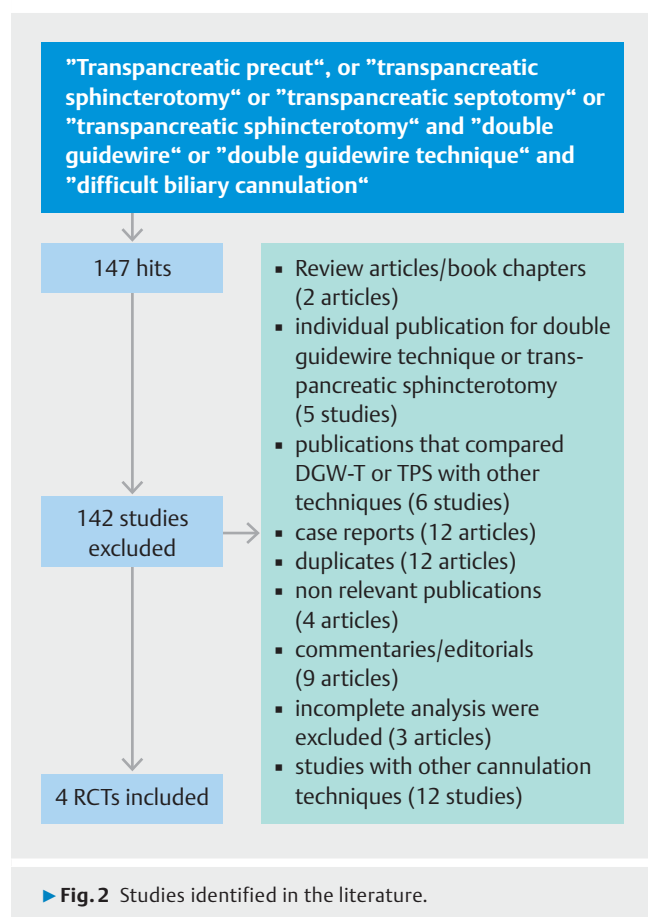 ”Transpancreatic precut“, or ”transpancreatic
sphincterotomy“ or ”transpancreatic septotomy“ or
”transpancreatic sphincterotomy“ and ”double
guidewire“ or ”double guidewire technique“ and
”difficult biliary cannulation“
147 hits
142 studies
excluded
▪ Review articles/book chapters
(2 articles)
▪ individual publication for double
guidewire technique or trans-
pancreatic sphincterotomy
(5 studies)
▪ publications that compared
DGW-T or TPS with other
techniques (6 studies)
▪ case reports (12 articles)
▪ duplicates (12 articles)
▪ non relevant publications
(4 articles)
▪ commentaries/editorials
(9 articles)
▪ incomplete analysis were
excluded (3 articles)
▪ studies with other cannulation
techniques (12 studies)
4 RCTs included
▶ Fig. 2 Studies identified in the literature.